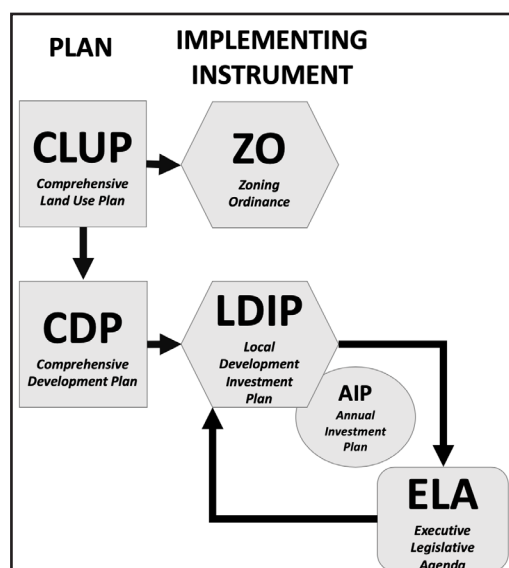 PLAN
IMPLEMENTING
INSTRUMENT
CLUP
Comprehensive
Land Use Plan
ZO
Zoning
Ordinance
CDP
Comprehensive
Development Plan
LDIP
Local
Development
Investment
Plan
AIP
Annual
Investment
Plan
ELA
Executive
Legislative
Agenda